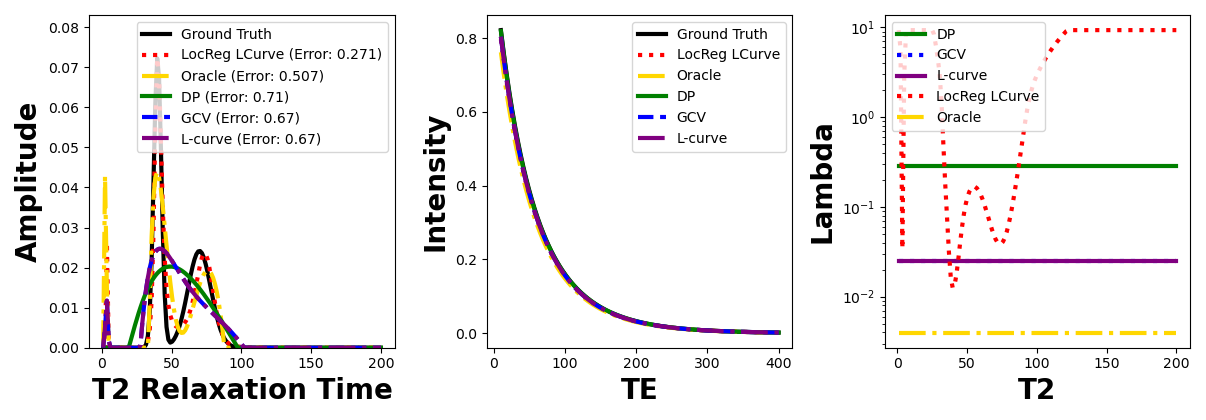 0.08
0.07
0.06
0.05
0.04
0.03
0.02
0.01
0.00
Amplitude
0
50
100
150
200
T2 Relaxation Time
Ground Truth
LocReg LCurve (Error: 0.271)
Oracle (Error: 0.507)
DP (Error: 0.71)
GCV (Error: 0.67)
L-curve (Error: 0.67)
0.8
0.6
0.4
0.2
0.0
Intensity
0
100
200
300
400
TE
Ground Truth
LocReg LCurve
Oracle
DP
GCV
L-curve
10¹
10⁰
10⁻¹
10⁻²
Lambda
0
50
100
150
200
T2
DP
GCV
L-curve
LocReg LCurve
Oracle